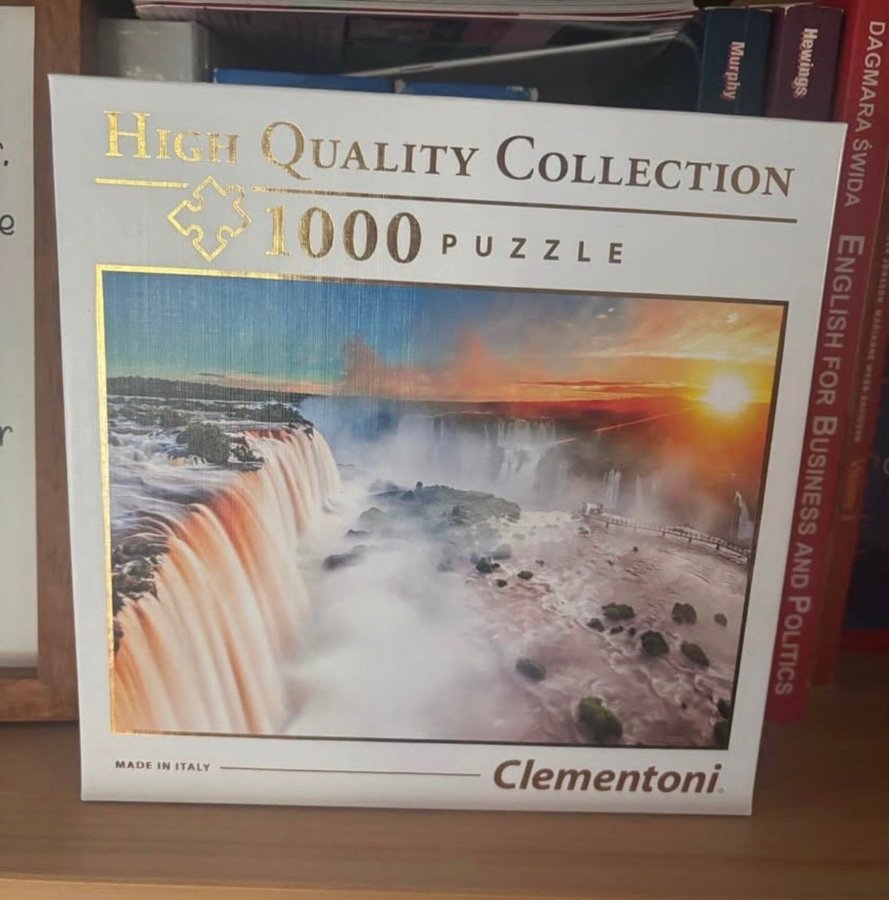 HIGH QUALITY COLLECTION
1000 PUZZLE
MADE IN ITALY
Clementoni
Murphy
Hewings
DAGMARA ŚWIDA
ENGLISH FOR BUSINESS AND POLITICS
e
r